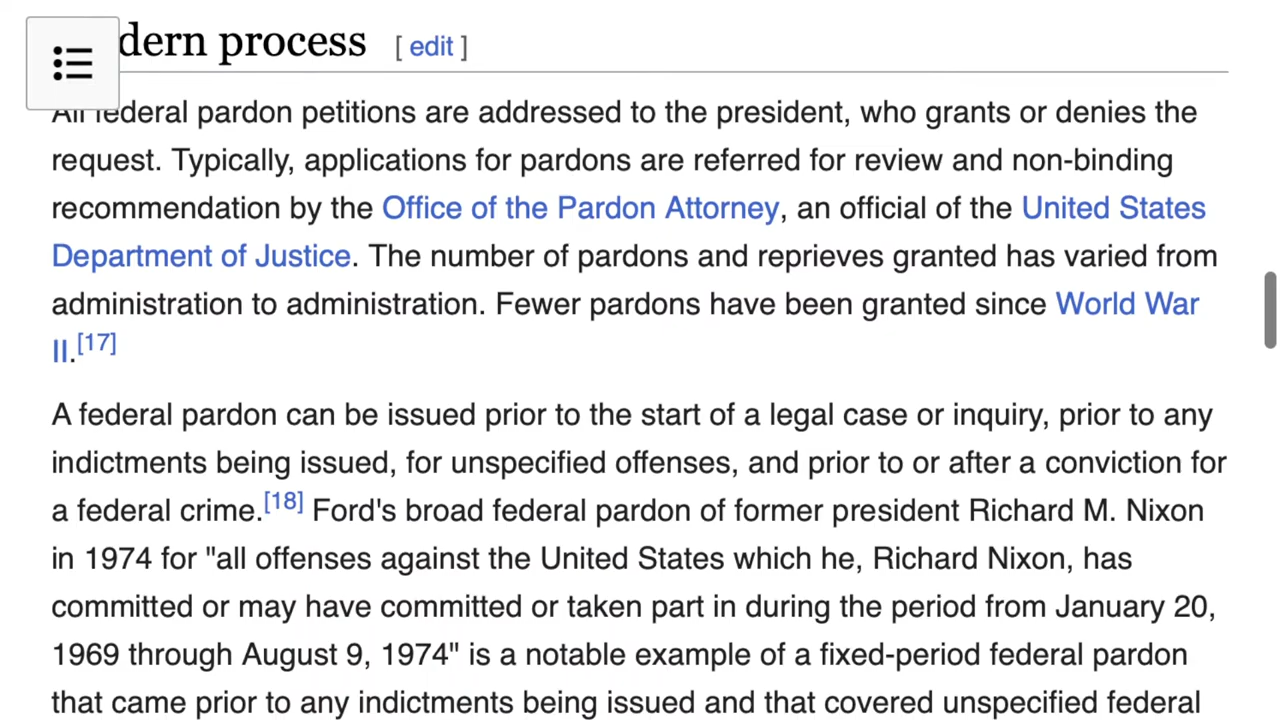 dern process [ edit ]
All federal pardon petitions are addressed to the president, who grants or denies the
request. Typically, applications for pardons are referred for review and non-binding
recommendation by the Office of the Pardon Attorney, an official of the United States
Department of Justice. The number of pardons and reprieves granted has varied from
administration to administration. Fewer pardons have been granted since World War
II.[17]
A federal pardon can be issued prior to the start of a legal case or inquiry, prior to any
indictments being issued, for unspecified offenses, and prior to or after a conviction for
a federal crime.[18] Ford's broad federal pardon of former president Richard M. Nixon
in 1974 for "all offenses against the United States which he, Richard Nixon, has
committed or may have committed or taken part in during the period from January 20,
1969 through August 9, 1974" is a notable example of a fixed-period federal pardon
that came prior to any indictments being issued and that covered unspecified federal